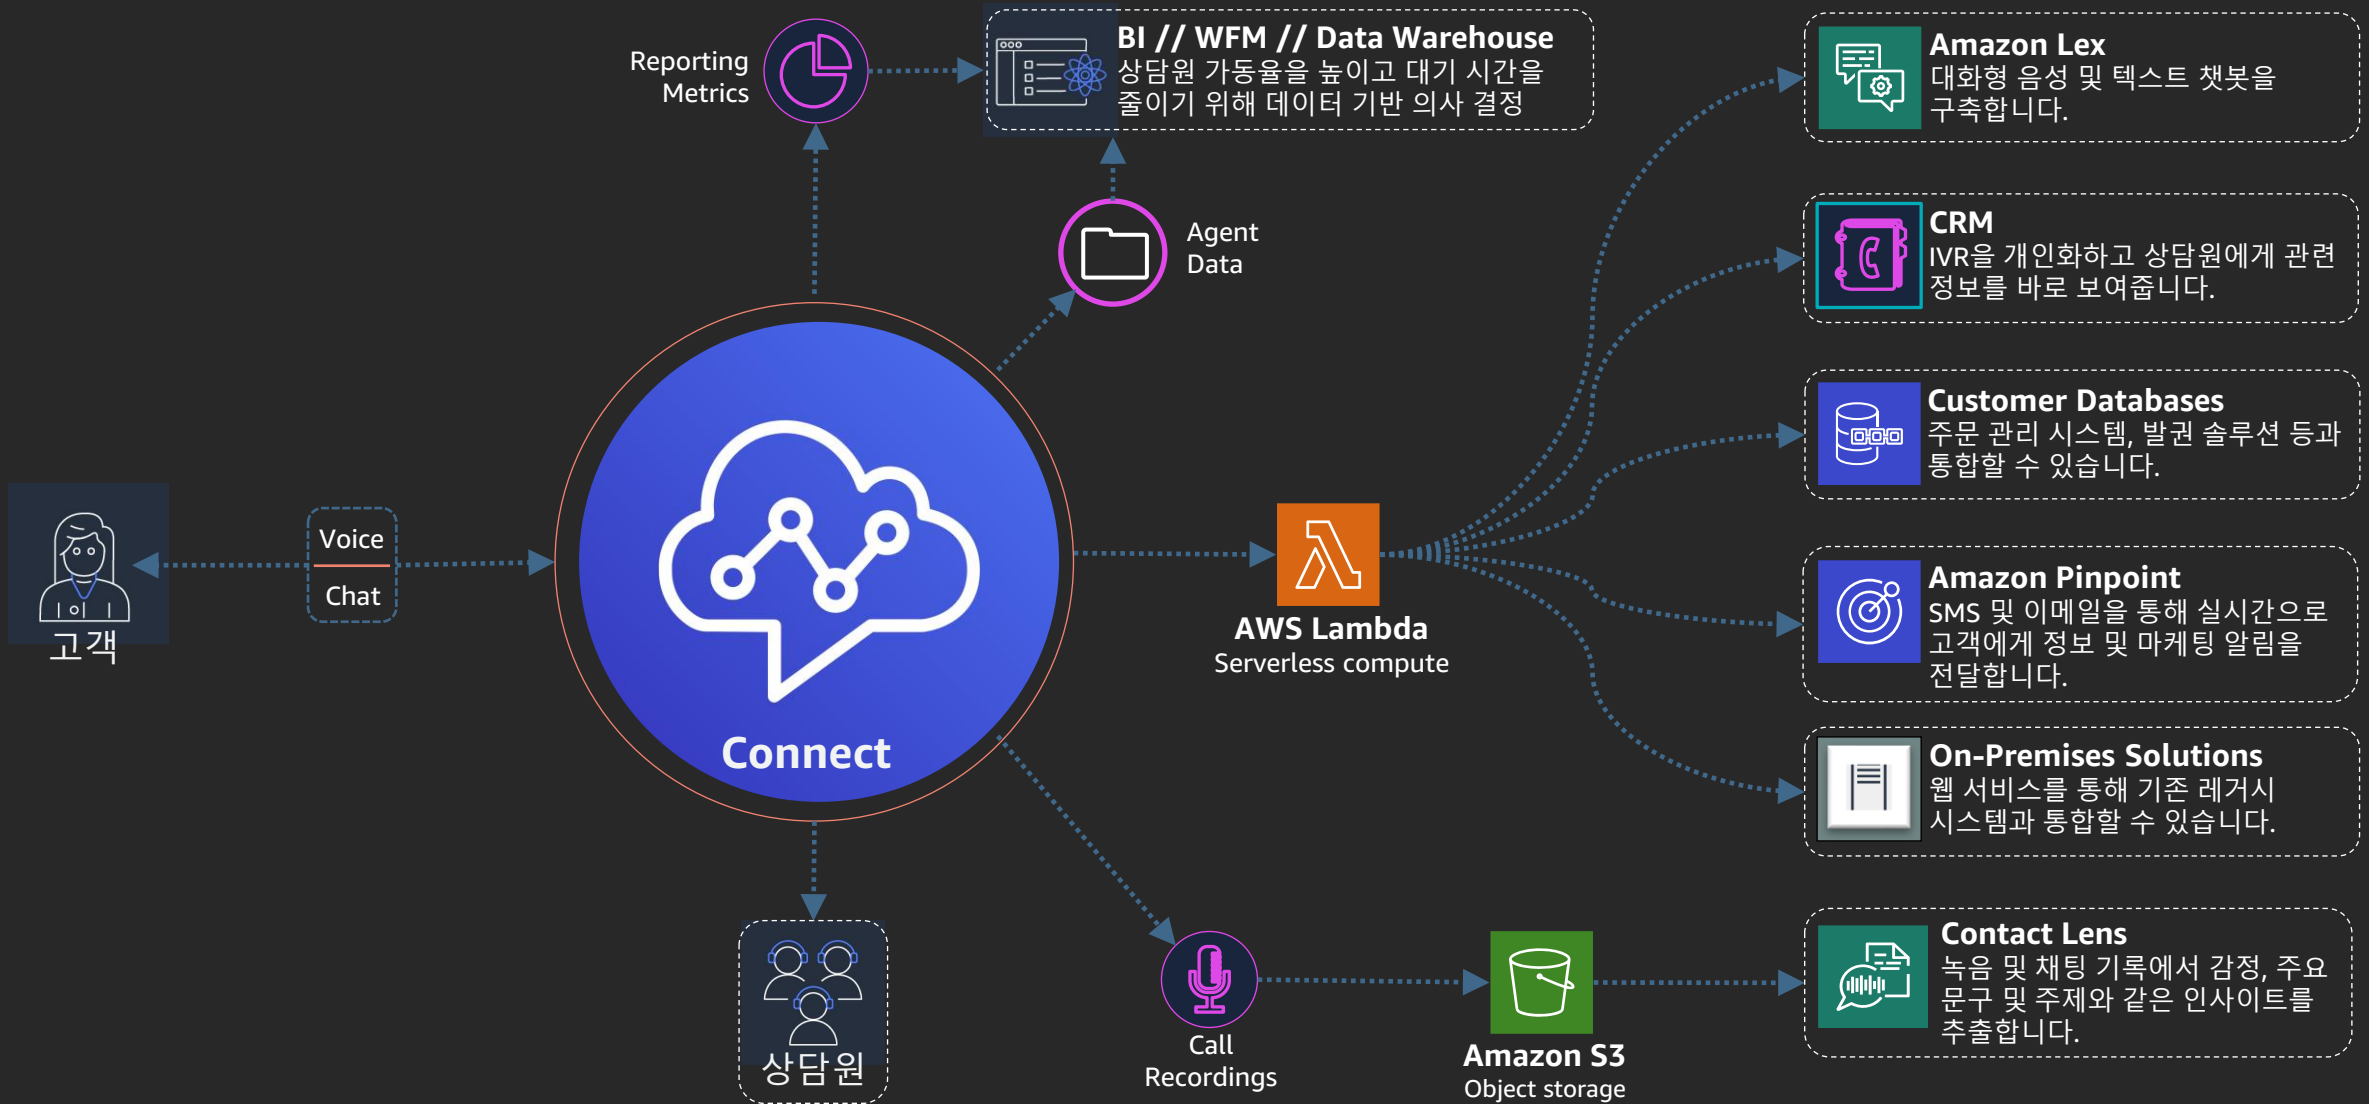 Reporting
Metrics
BI // WFM // Data Warehouse
상담원 가동율을 높이고 대기 시간을
줄이기 위해 데이터 기반 의사 결정
Agent
Data
고객
Voice
Chat
Connect
상담원
AWS Lambda
Serverless compute
Call
Recordings
Amazon S3
Object storage
Amazon Lex
대화형 음성 및 텍스트 챗봇을
구축합니다.
CRM
IVR을 개인화하고 상담원에게 관련
정보를 바로 보여줍니다.
Customer Databases
주문 관리 시스템, 발권 솔루션 등과
통합할 수 있습니다.
Amazon Pinpoint
SMS 및 이메일을 통해 실시간으로
고객에게 정보 및 마케팅 알림을
전달합니다.
On-Premises Solutions
웹 서비스를 통해 기존 레거시
시스템과 통합할 수 있습니다.
Contact Lens
녹음 및 채팅 기록에서 감정, 주요
문구 및 주제와 같은 인사이트를
추출합니다.